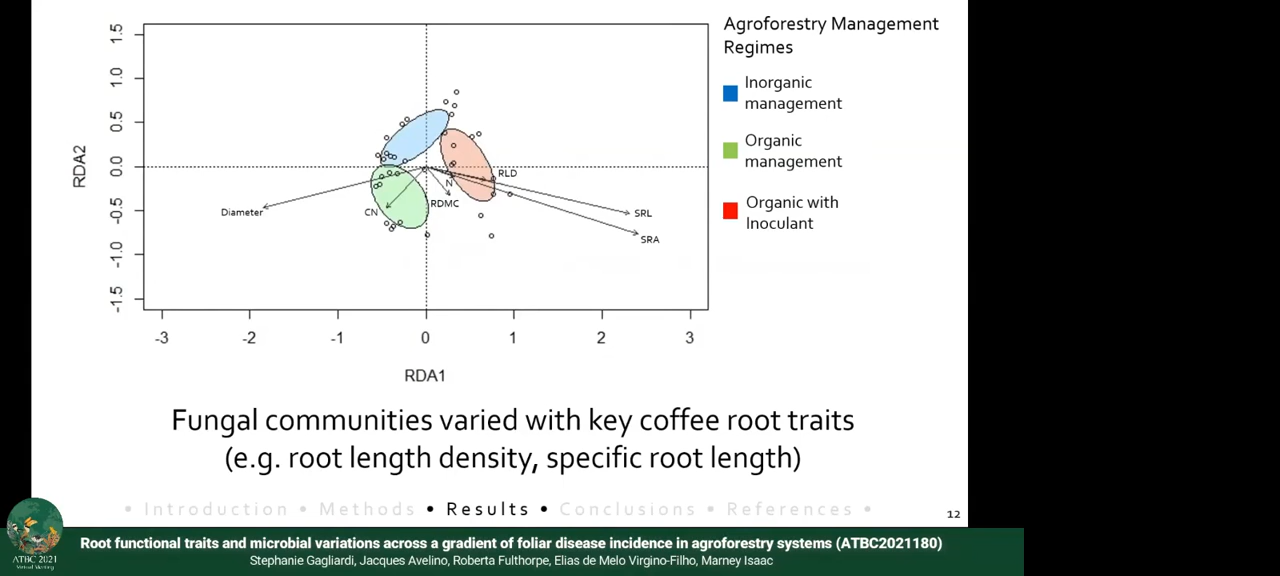 Agroforestry Management
Regimes
Inorganic
management
Organic
management
Organic with
Inoculant
RDA2
1.5
1.0
0.5
0.0
-0.5
-1.0
-1.5
Diameter
CN
N
RDMC
RLD
SRL
SRA
-3 -2 -1 0 1 2 3
RDA1
Fungal communities varied with key coffee root traits
(e.g. root length density, specific root length)
• Introduction • Methods • Results • Conclusions • References •
12
ATBC 2021
Virtual Meeting
Root functional traits and microbial variations across a gradient of foliar disease incidence in agroforestry systems (ATBC2021180)
Stephanie Gagliardi, Jacques Avelino, Roberta Fulthorpe, Elias de Melo Virgino-Filho, Marney Isaac